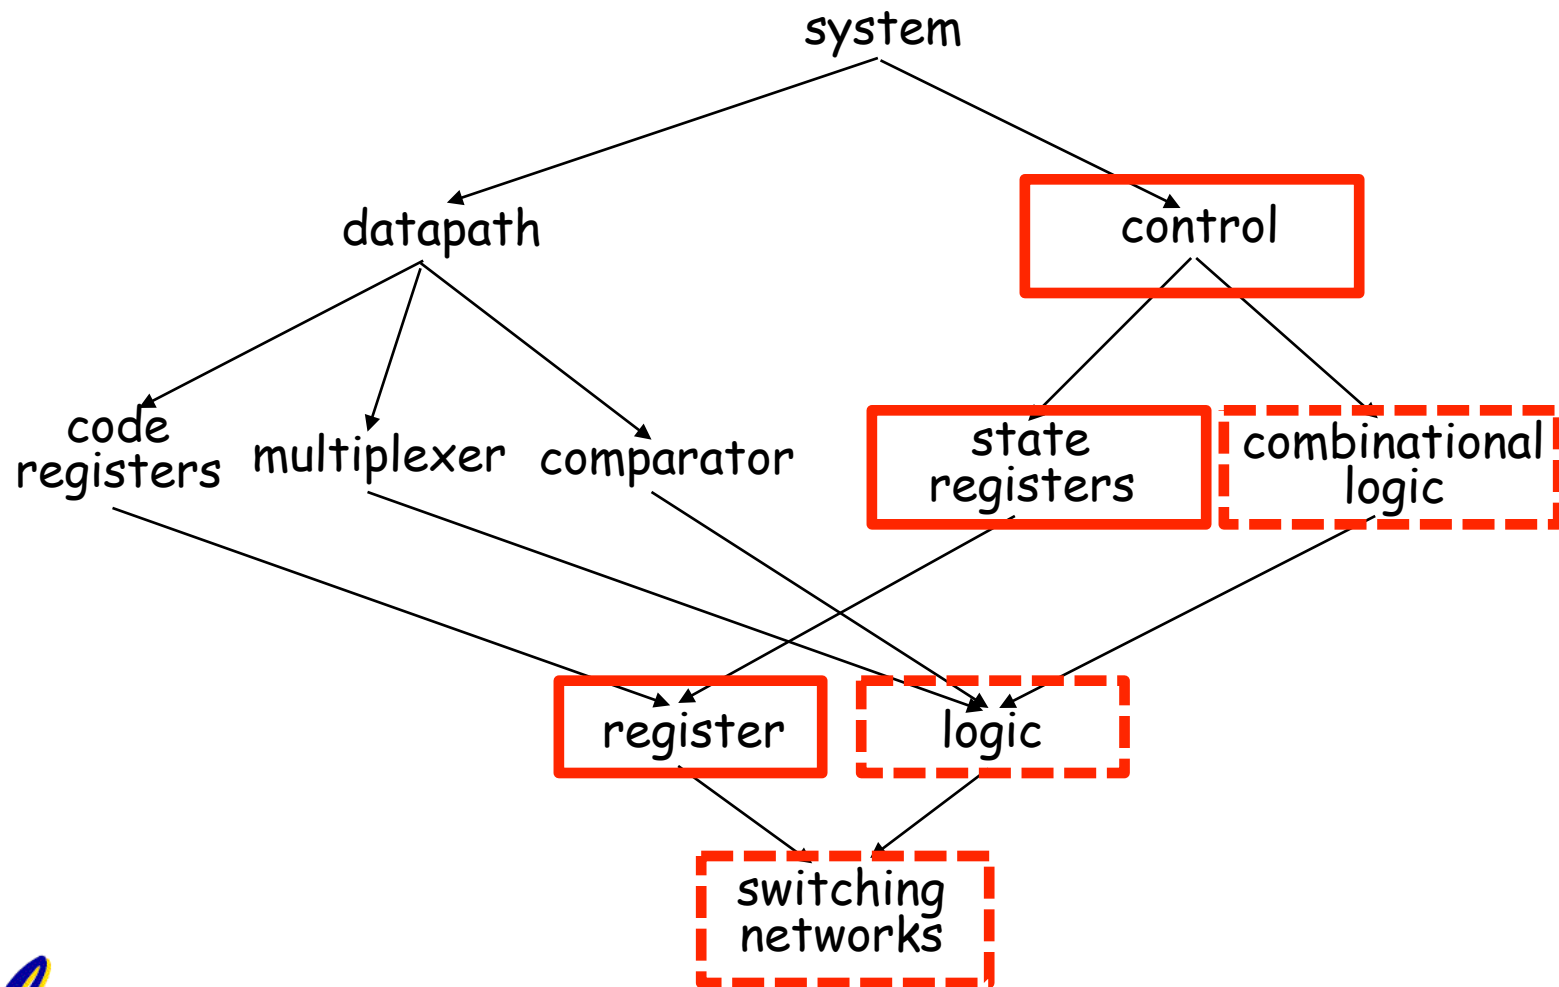 system
datapath
control
code
registers
multiplexer
comparator
state
registers
combinational
logic
register
logic
switching
networks